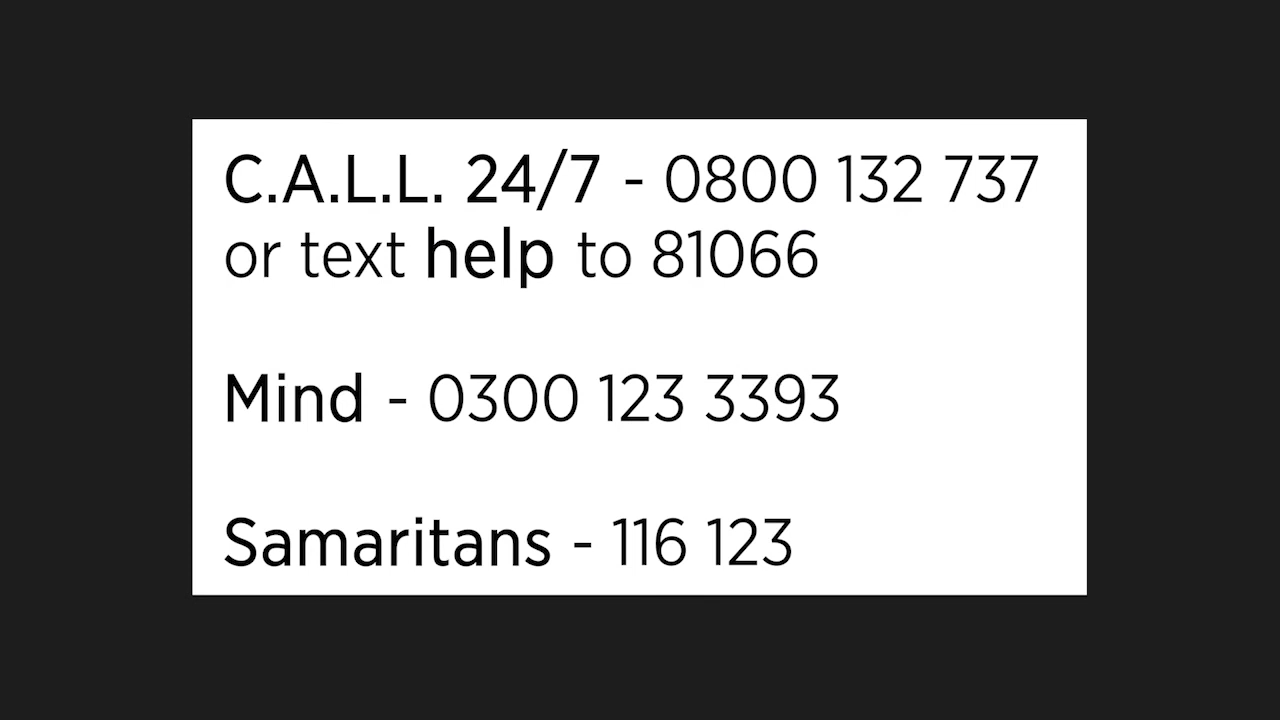 C.A.L.L. 24/7 - 0800 132 737
or text help to 81066
Mind - 0300 123 3393
Samaritans - 116 123